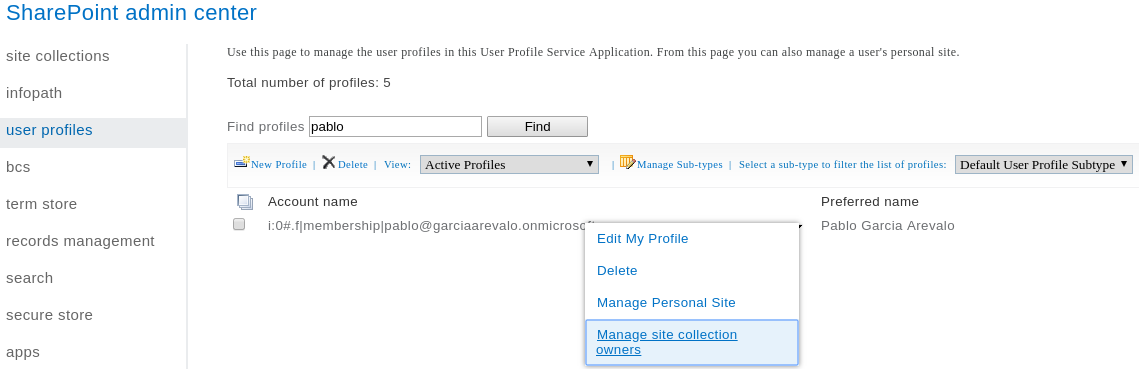 SharePoint admin center
site collections
infopath
user profiles
bcs
term store
records management
search
secure store
apps
Use this page to manage the user profiles in this User Profile Service Application. From this page you can also manage a user's personal site.
Total number of profiles: 5
Find profiles pablo Find
New Profile | Delete | View: Active Profiles | Manage Sub-types | Select a sub-type to filter the list of profiles: Default User Profile Subtype
Account name Preferred name
i:0#.f|membership|pablo@garciaarevalo.onmicrosoft Pablo Garcia Arevalo
Edit My Profile
Delete
Manage Personal Site
Manage site collection
owners